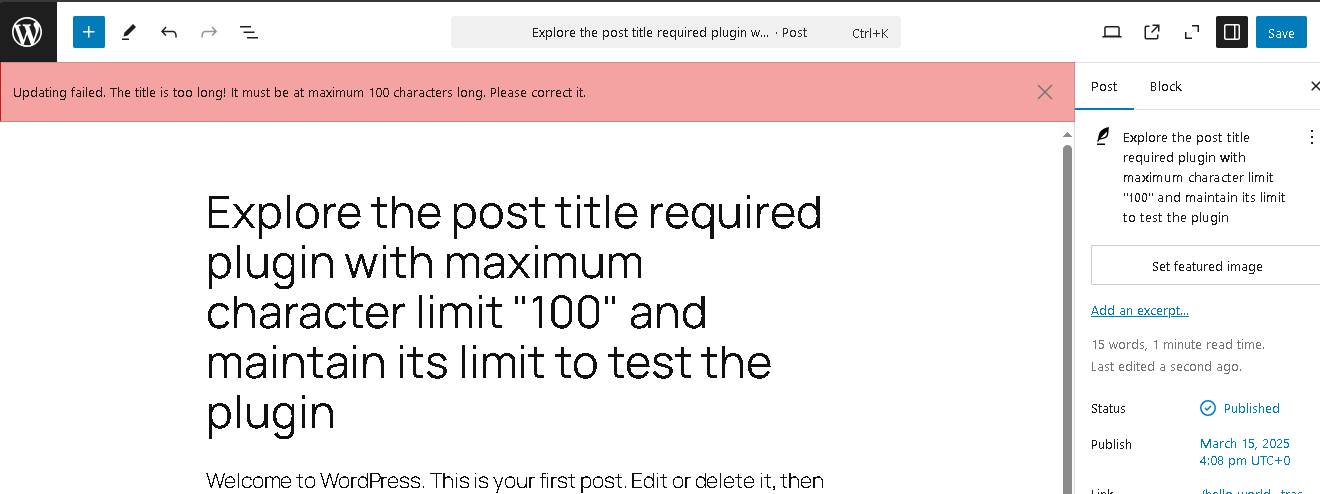 Explore the post title required plugin w... · Post Ctrl+K
Save
Updating failed. The title is too long! It must be at maximum 100 characters long. Please correct it.
Explore the post title required
plugin with maximum
character limit "100" and
maintain its limit to test the
plugin
Welcome to WordPress. This is your first post. Edit or delete it, then
Post Block
Explore the post title
required plugin with
maximum character limit
"100" and maintain its limit
to test the plugin
Set featured image
Add an excerpt...
15 words, 1 minute read time.
Last edited a second ago.
Status Published
Publish March 15, 2025
4:08 pm UTC+0